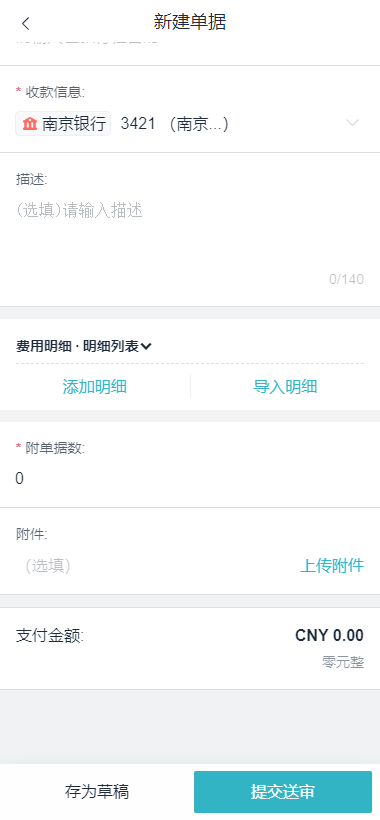 新建单据
* 收款信息:
南京银行 3421 (南京...)
描述:
(选填)请输入描述
0/140
费用明细 · 明细列表
添加明细 导入明细
* 附单据数:
0
附件:
(选填) 上传附件
支付金额: CNY 0.00
零元整
存为草稿 提交送审